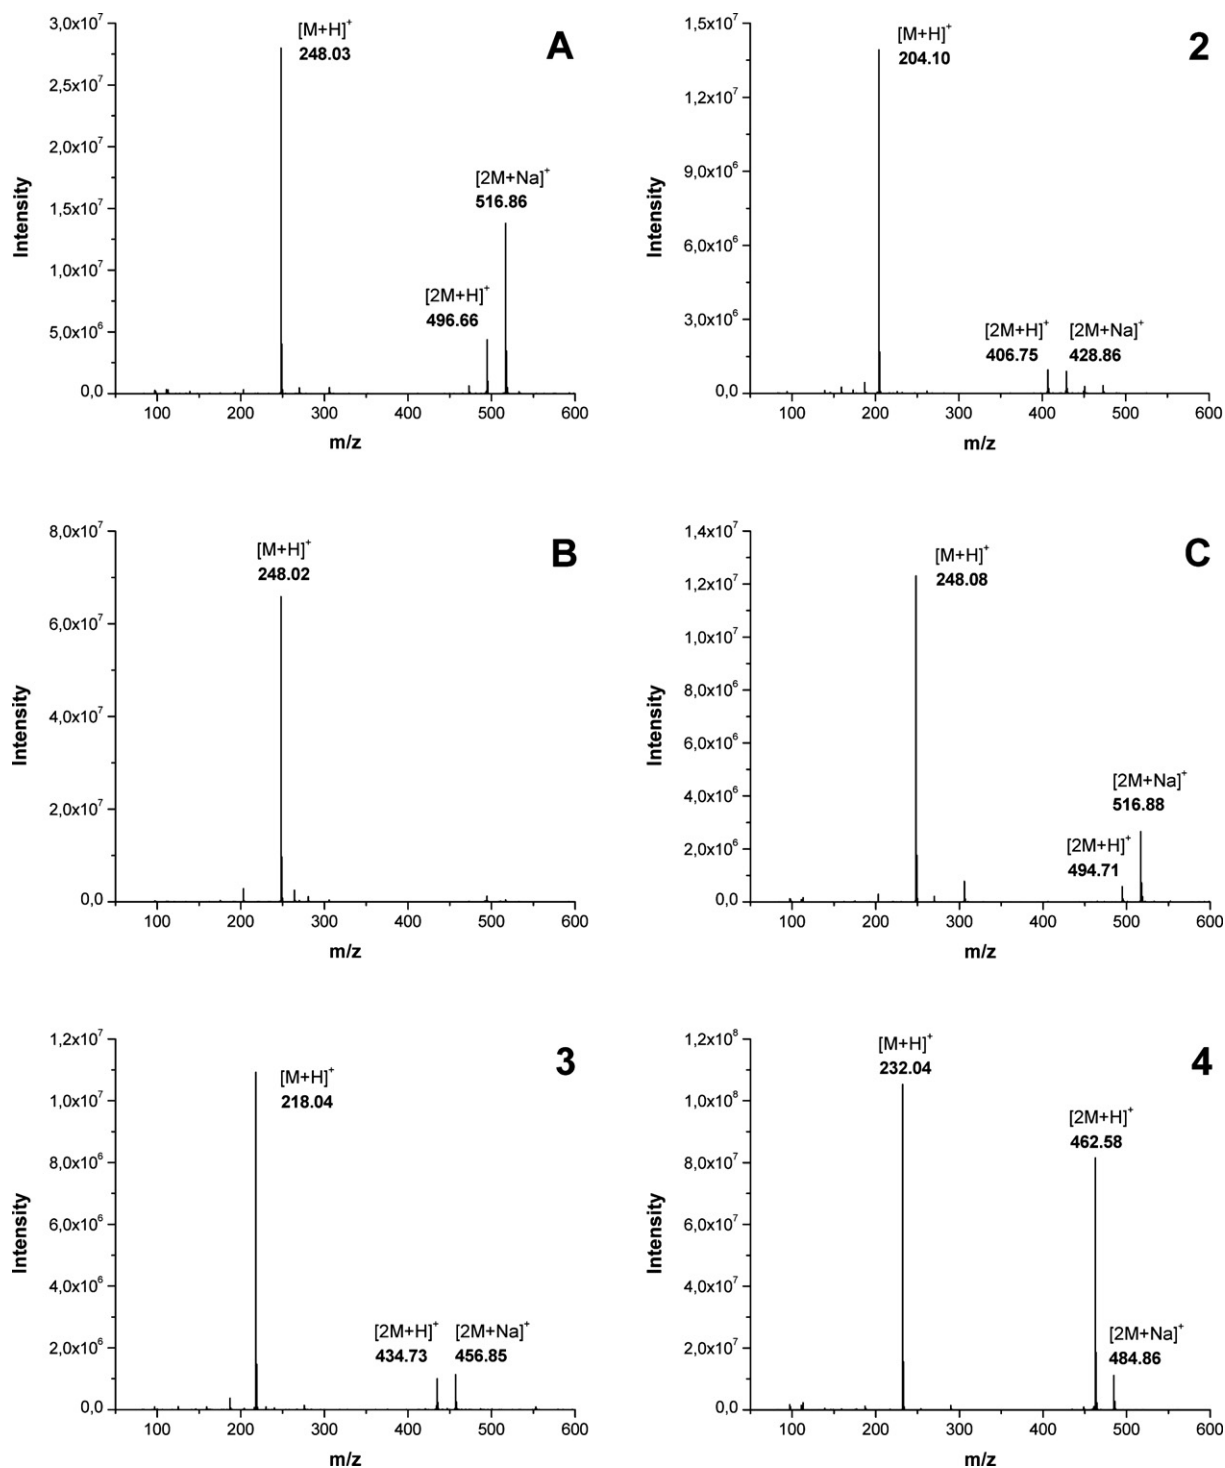 A
[M+H]⁺
248.03
[2M+Na]⁺
516.86
[2M+H]⁺
496.66
3,0x10⁷
2,5x10⁷
2,0x10⁷
1,5x10⁷
1,0x10⁷
5,0x10⁶
0,0
Intensity
100 200 300 400 500 600
m/z
2
[M+H]⁺
204.10
[2M+H]⁺ [2M+Na]⁺
406.75 428.86
1,5x10⁷
1,2x10⁷
9,0x10⁶
6,0x10⁶
3,0x10⁶
0,0
Intensity
100 200 300 400 500 600
m/z
B
[M+H]⁺
248.02
8,0x10⁷
6,0x10⁷
4,0x10⁷
2,0x10⁷
0,0
Intensity
100 200 300 400 500 600
m/z
C
[M+H]⁺
248.08
[2M+Na]⁺
516.88
[2M+H]⁺
494.71
1,4x10⁷
1,2x10⁷
1,0x10⁷
8,0x10⁶
6,0x10⁶
4,0x10⁶
2,0x10⁶
0,0
Intensity
100 200 300 400 500 600
m/z
3
[M+H]⁺
218.04
[2M+H]⁺ [2M+Na]⁺
434.73 456.85
1,2x10⁷
1,0x10⁷
8,0x10⁶
6,0x10⁶
4,0x10⁶
2,0x10⁶
0,0
Intensity
100 200 300 400 500 600
m/z
4
[M+H]⁺
232.04
[2M+H]⁺
462.58
[2M+Na]⁺
484.86
1,2x10⁸
1,0x10⁸
8,0x10⁷
6,0x10⁷
4,0x10⁷
2,0x10⁷
0,0
Intensity
100 200 300 400 500 600
m/z